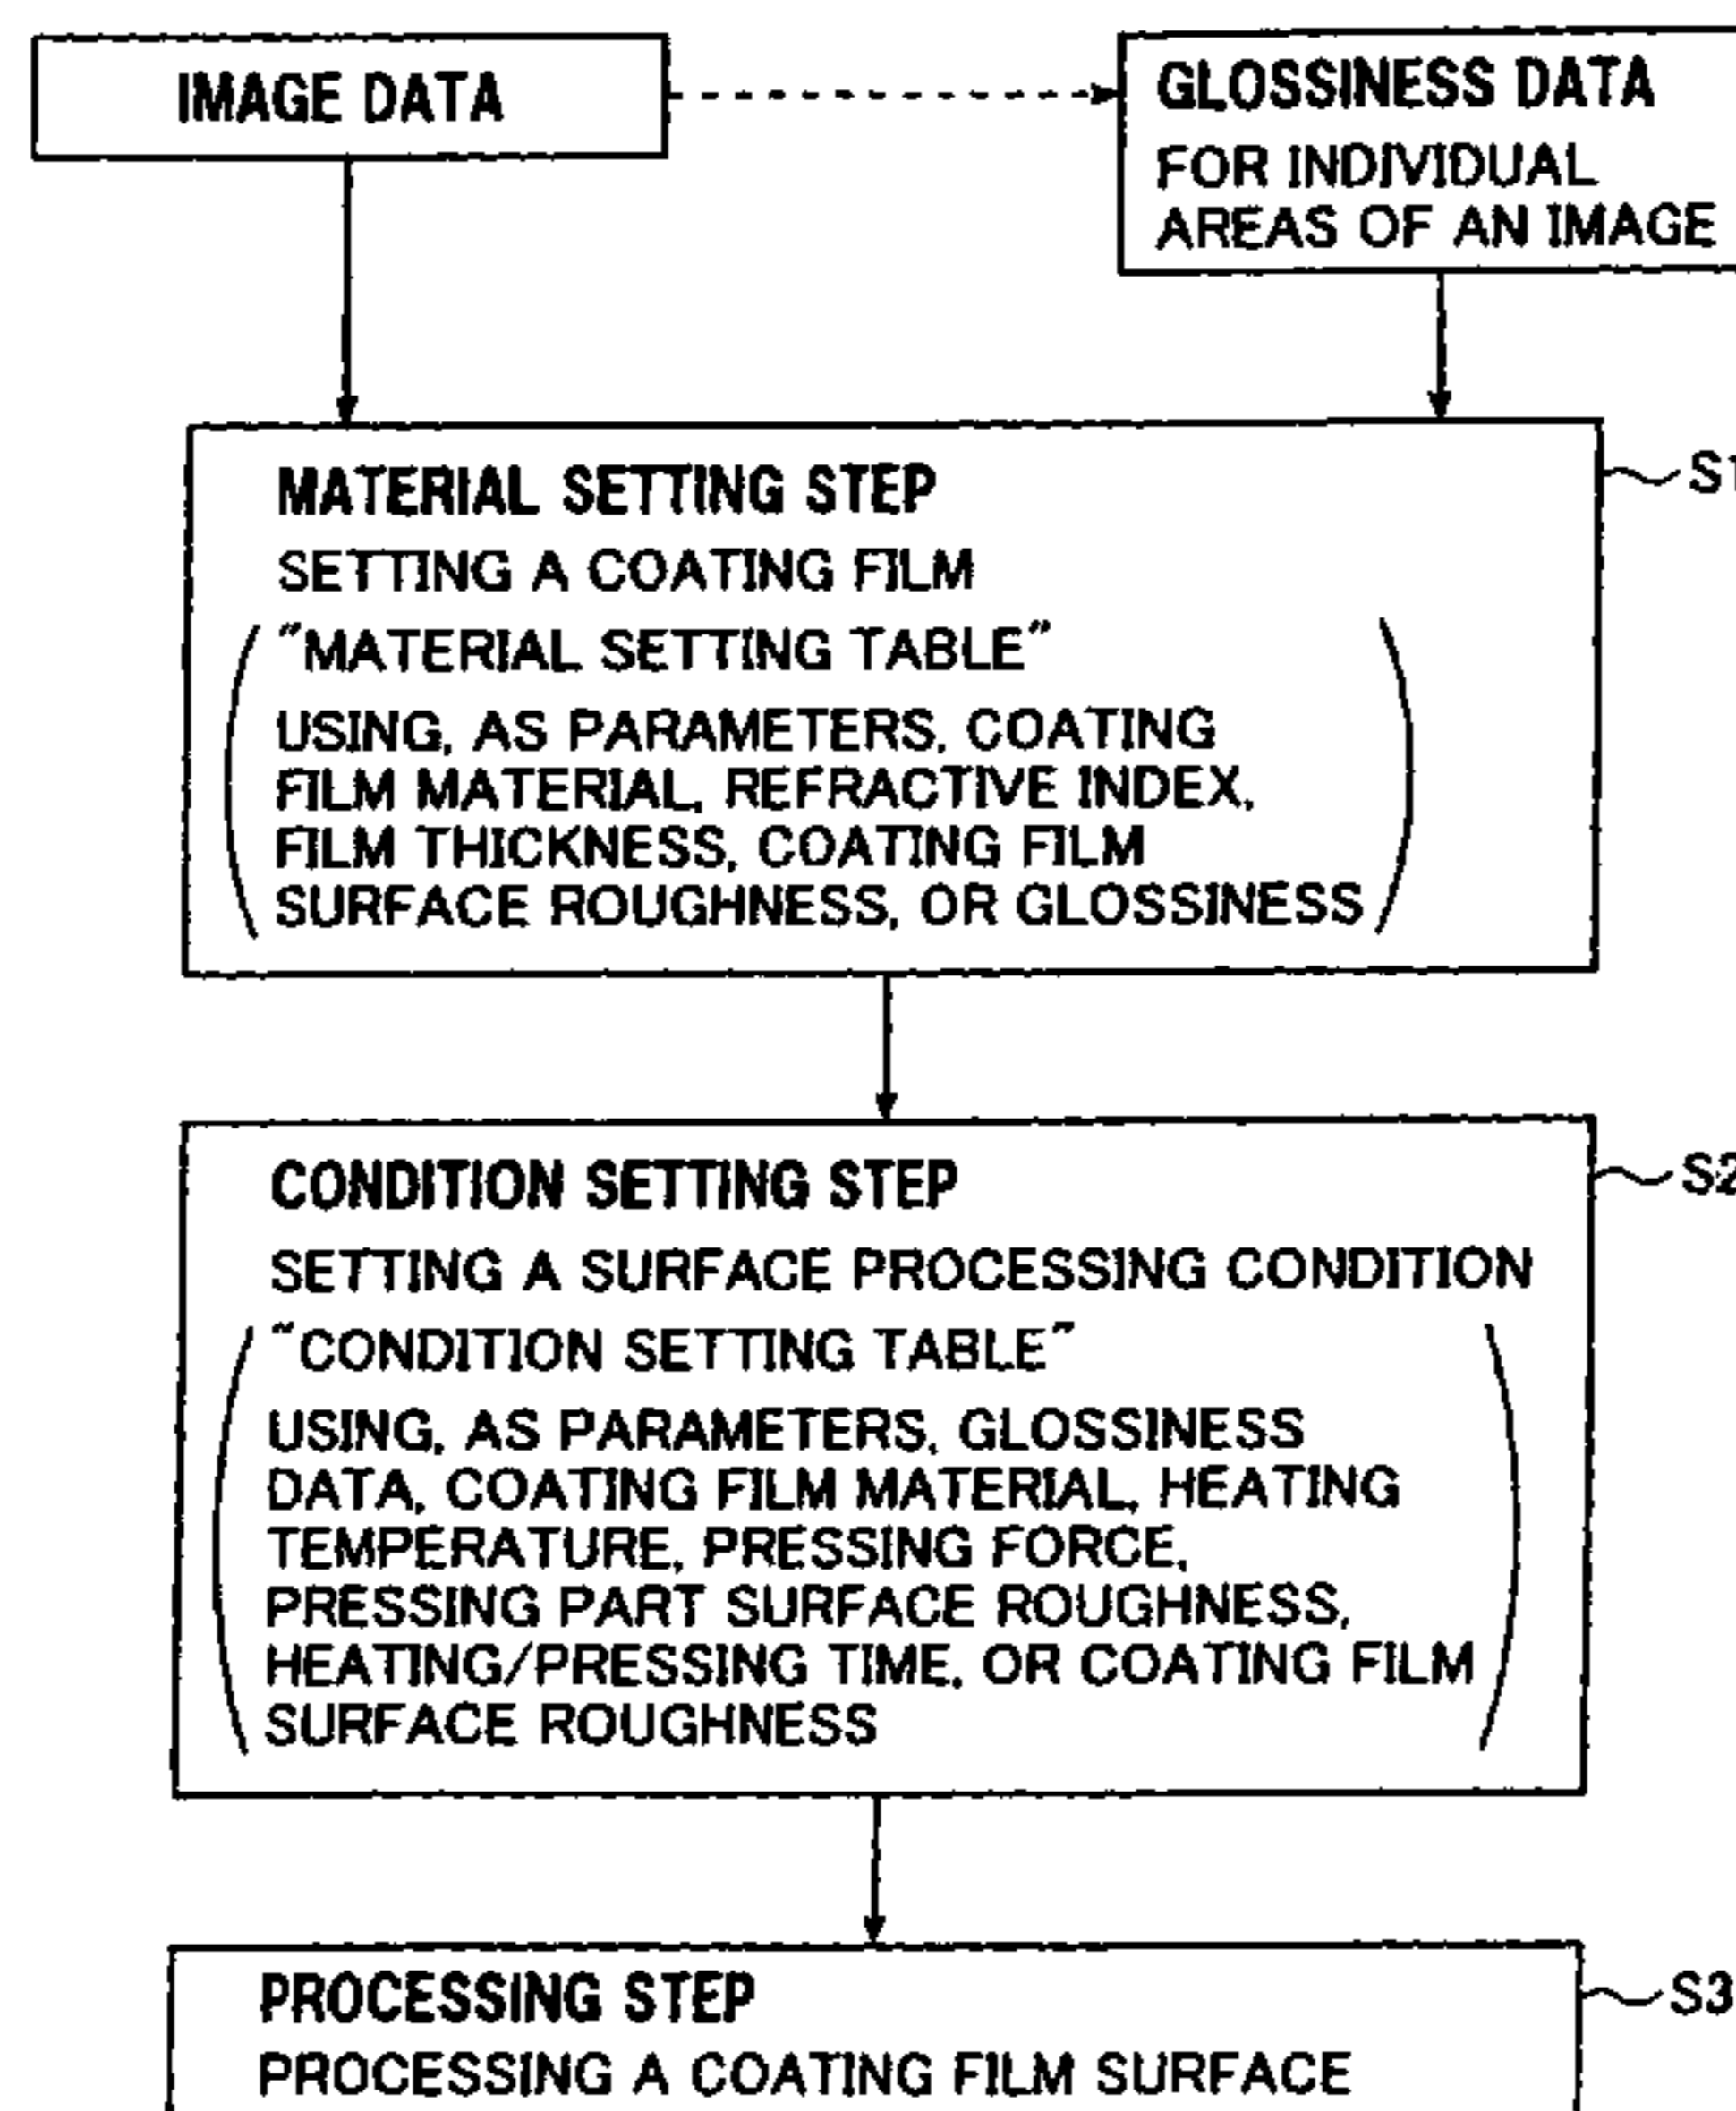 IMAGE DATA
GLOSSINESS DATA
FOR INDIVIDUAL
AREAS OF AN IMAGE
MATERIAL SETTING STEP
S1
SETTING A COATING FILM
"MATERIAL SETTING TABLE"
USING, AS PARAMETERS, COATING
FILM MATERIAL, REFRACTIVE INDEX,
FILM THICKNESS, COATING FILM
SURFACE ROUGHNESS, OR GLOSSINESS
CONDITION SETTING STEP
S2
SETTING A SURFACE PROCESSING CONDITION
"CONDITION SETTING TABLE"
USING, AS PARAMETERS, GLOSSINESS
DATA, COATING FILM MATERIAL, HEATING
TEMPERATURE, PRESSING FORCE,
PRESSING PART SURFACE ROUGHNESS,
HEATING/PRESSING TIME, OR COATING FILM
SURFACE ROUGHNESS
PROCESSING STEP
S3
PROCESSING A COATING FILM SURFACE